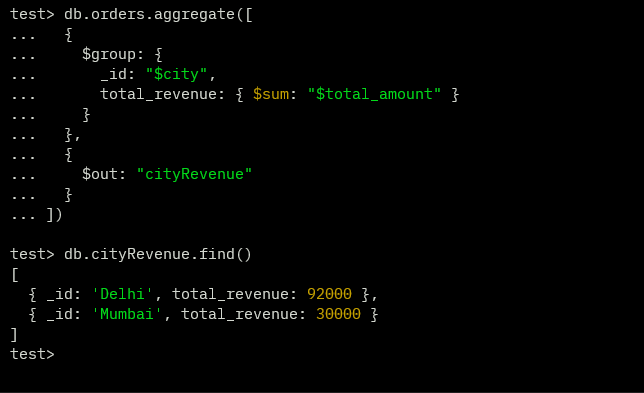 test> db.orders.aggregate([
...   {
...     $group: {
...       _id: "$city",
...       total_revenue: { $sum: "$total_amount" }
...     }
...   },
...   {
...     $out: "cityRevenue"
...   }
... ])
test> db.cityRevenue.find()
[
  { _id: 'Delhi', total_revenue: 92000 },
  { _id: 'Mumbai', total_revenue: 30000 }
]
test>